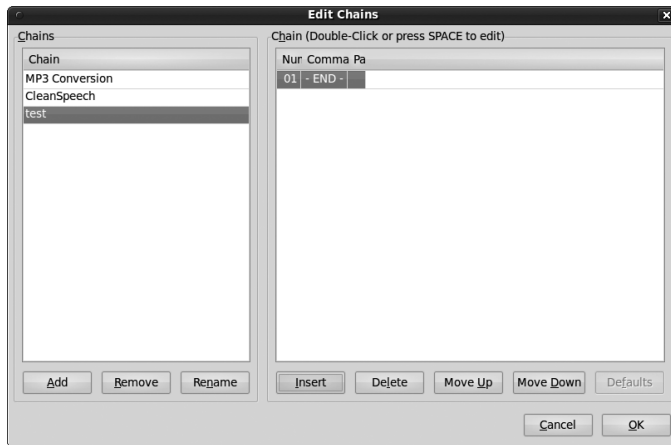 Edit Chains
Chains
Chain
MP3 Conversion
CleanSpeech
test
Add Remove Rename
Chain (Double-Click or press SPACE to edit)
Nur Comma Pa
01 - END -
Insert Delete Move Up Move Down Defaults
Cancel OK